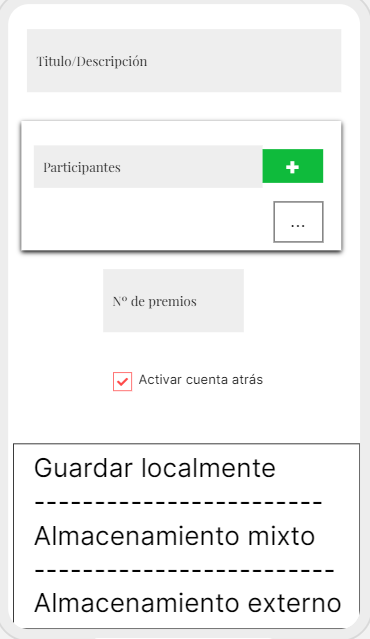 Titulo/Descripción
Participantes
...
Nº de premios
Activar cuenta atrás
Guardar localmente
------------------------
Almacenamiento mixto
-------------------------
Almacenamiento externo